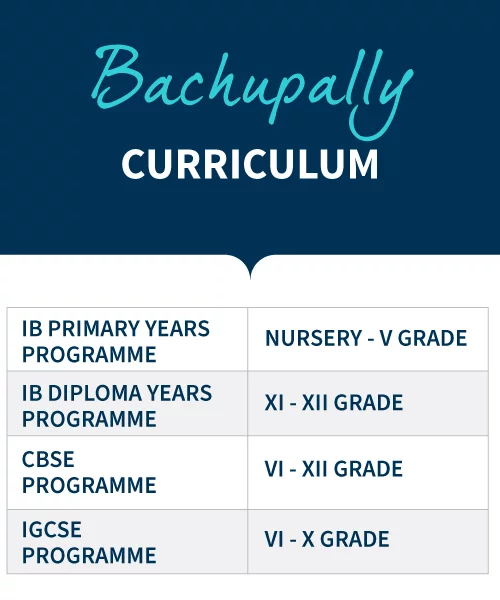 Bachupally
CURRICULUM
IB PRIMARY YEARS
PROGRAMME
NURSERY - V GRADE
IB DIPLOMA YEARS
PROGRAMME
XI - XII GRADE
CBSE
PROGRAMME
VI - XII GRADE
IGCSE
PROGRAMME
VI - X GRADE